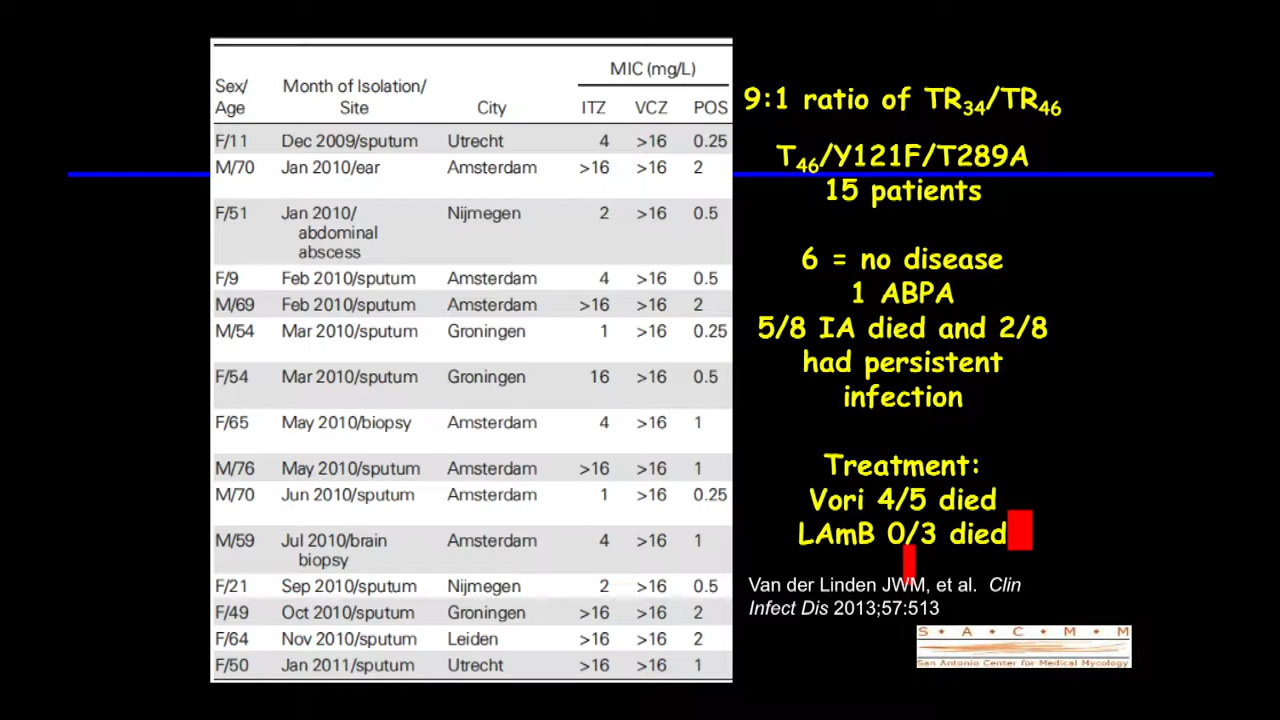 MIC (mg/L)
Sex/ Month of Isolation/
Age Site City ITZ VCZ POS
F/11 Dec 2009/sputum Utrecht 4 >16 0.25
M/70 Jan 2010/ear Amsterdam >16 >16 2
F/51 Jan 2010/ Nijmegen 2 >16 0.5
abdominal
abscess
F/9 Feb 2010/sputum Amsterdam 4 >16 0.5
M/69 Feb 2010/sputum Amsterdam >16 >16 2
M/54 Mar 2010/sputum Groningen 1 >16 0.25
F/54 Mar 2010/sputum Groningen 16 >16 0.5
F/65 May 2010/biopsy Amsterdam 4 >16 1
M/76 May 2010/sputum Amsterdam >16 >16 1
M/70 Jun 2010/sputum Amsterdam 1 >16 0.25
M/59 Jul 2010/brain Amsterdam 4 >16 1
biopsy
F/21 Sep 2010/sputum Nijmegen 2 >16 0.5
F/49 Oct 2010/sputum Groningen >16 >16 2
F/64 Nov 2010/sputum Leiden >16 >16 2
F/50 Jan 2011/sputum Utrecht >16 >16 1
9:1 ratio of TR34/TR46
T46/Y121F/T289A
15 patients
6 = no disease
1 ABPA
5/8 IA died and 2/8
had persistent
infection
Treatment:
Vori 4/5 died
LAmB 0/3 died
Van der Linden JWM, et al. Clin
Infect Dis 2013;57:513
S • A • C • M • M
San Antonio Center for Medical Mycology